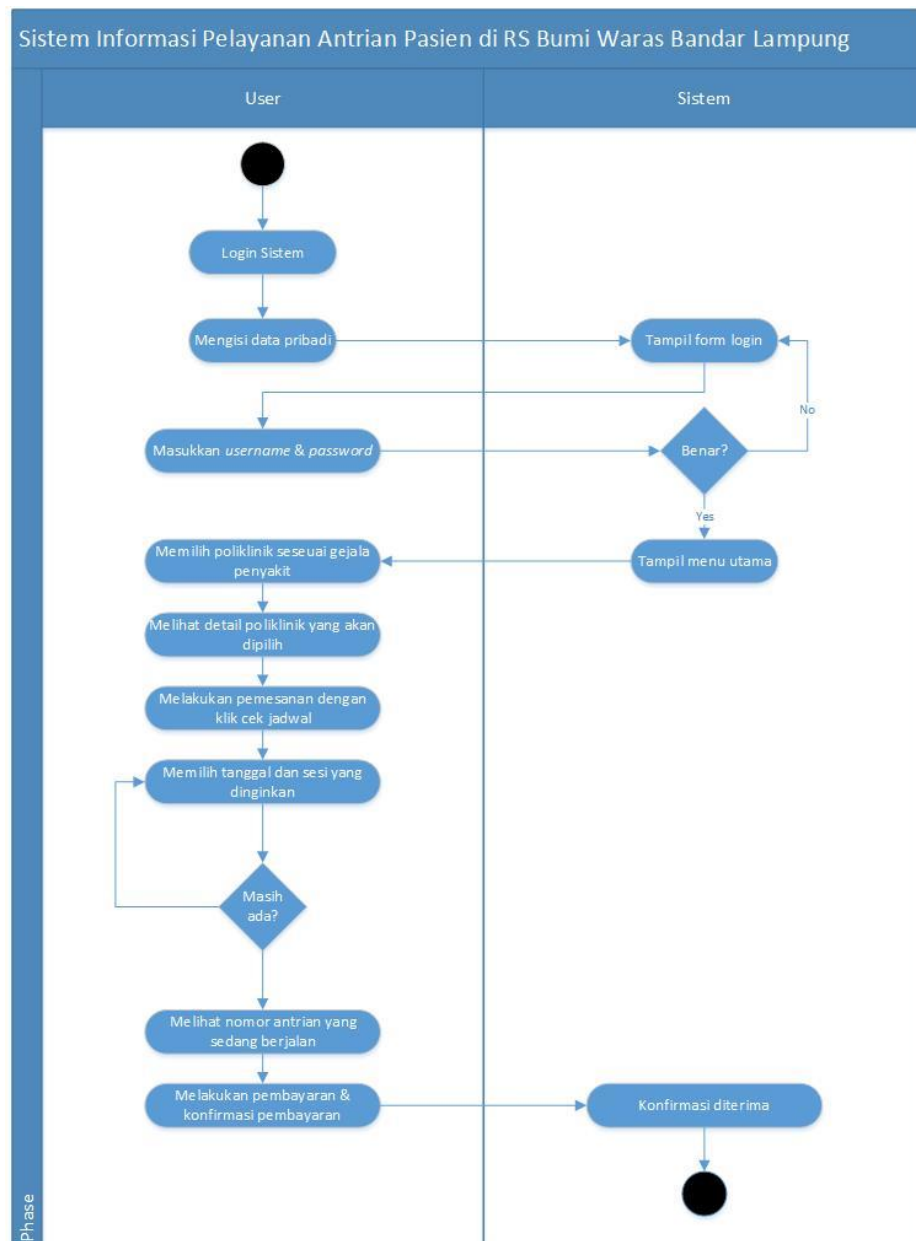 Sistem Informasi Pelayanan Antrian Pasien di RS Bumi Waras Bandar Lampung
User
Sistem
Login Sistem
Mengisi data pribadi
Tampil form login
No
Masukkan username & password
Benar?
Yes
Memilih poliklinik seseuai gejala
penyakit
Tampil menu utama
Melihat detail poliklinik yang akan
dipilih
Melakukan pemesanan dengan
klik cek jadwal
Memilih tanggal dan sesi yang
dinginkan
Masih
ada?
Melihat nomor antrian yang
sedang berjalan
Melakukan pembayaran &
konfirmasi pembayaran
Konfirmasi diterima
Phase